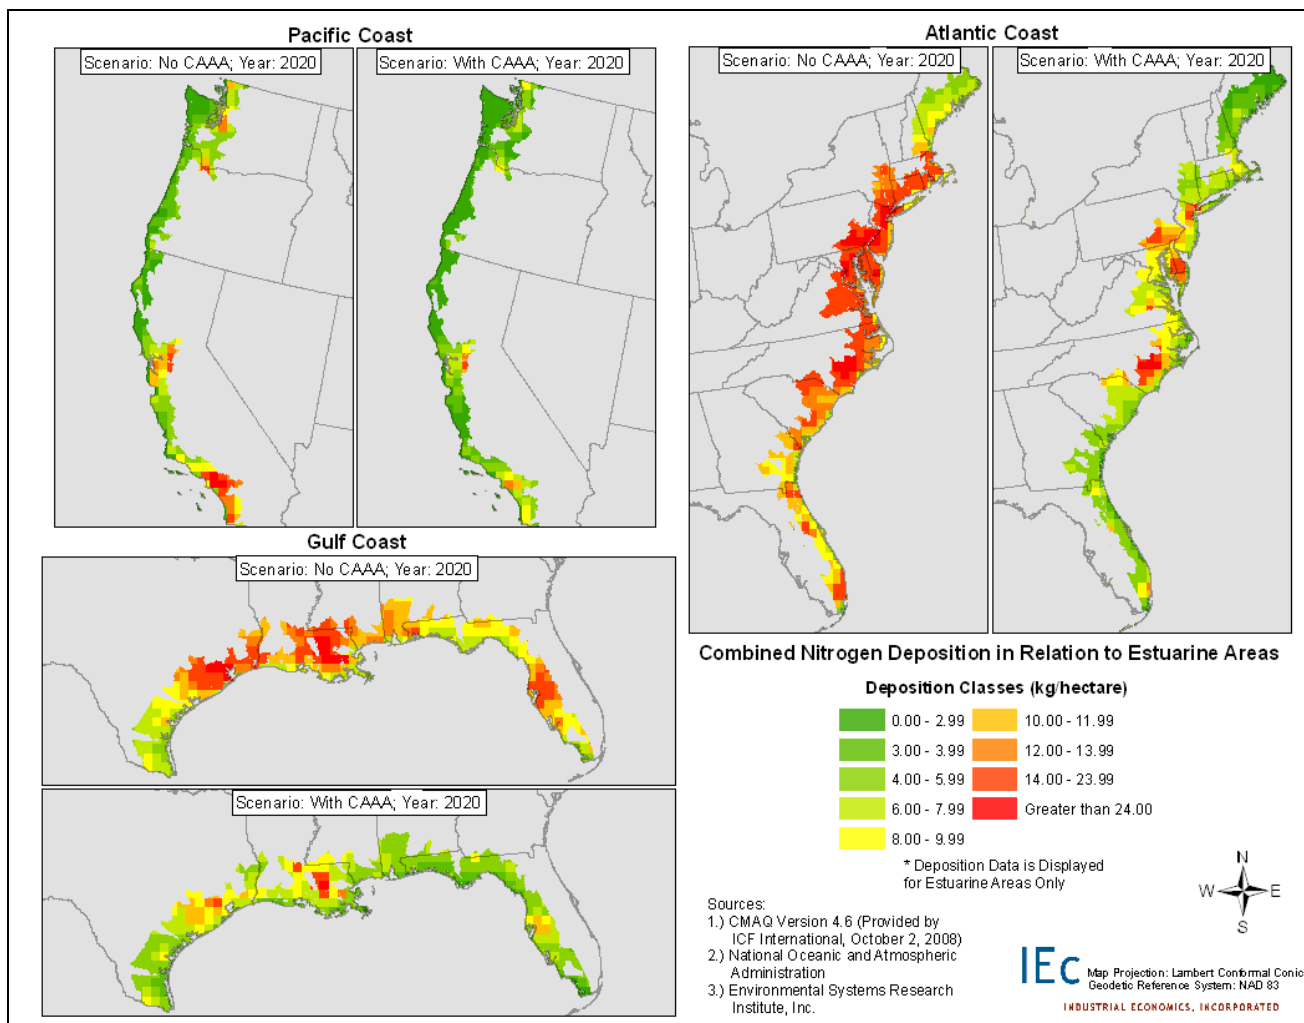 Pacific Coast
Scenario: No CAAA; Year: 2020
Scenario: With CAAA; Year: 2020
Atlantic Coast
Scenario: No CAAA; Year: 2020
Scenario: With CAAA; Year: 2020
Gulf Coast
Scenario: No CAAA; Year: 2020
Scenario: With CAAA; Year: 2020
Combined Nitrogen Deposition in Relation to Estuarine Areas
Deposition Classes (kg/hectare)
0.00 - 2.99
3.00 - 3.99
4.00 - 5.99
6.00 - 7.99
8.00 - 9.99
10.00 - 11.99
12.00 - 13.99
14.00 - 23.99
Greater than 24.00
* Deposition Data is Displayed
for Estuarine Areas Only
N
W E
S
Sources:
1.) CMAQ Version 4.6 (Provided by
ICF International, October 2, 2008)
2.) National Oceanic and Atmospheric
Administration
3.) Environmental Systems Research
Institute, Inc.
IEc
Map Projection: Lambert Conformal Conic
Geodetic Reference System: NAD 83
INDUSTRIAL ECONOMICS, INCORPORATED